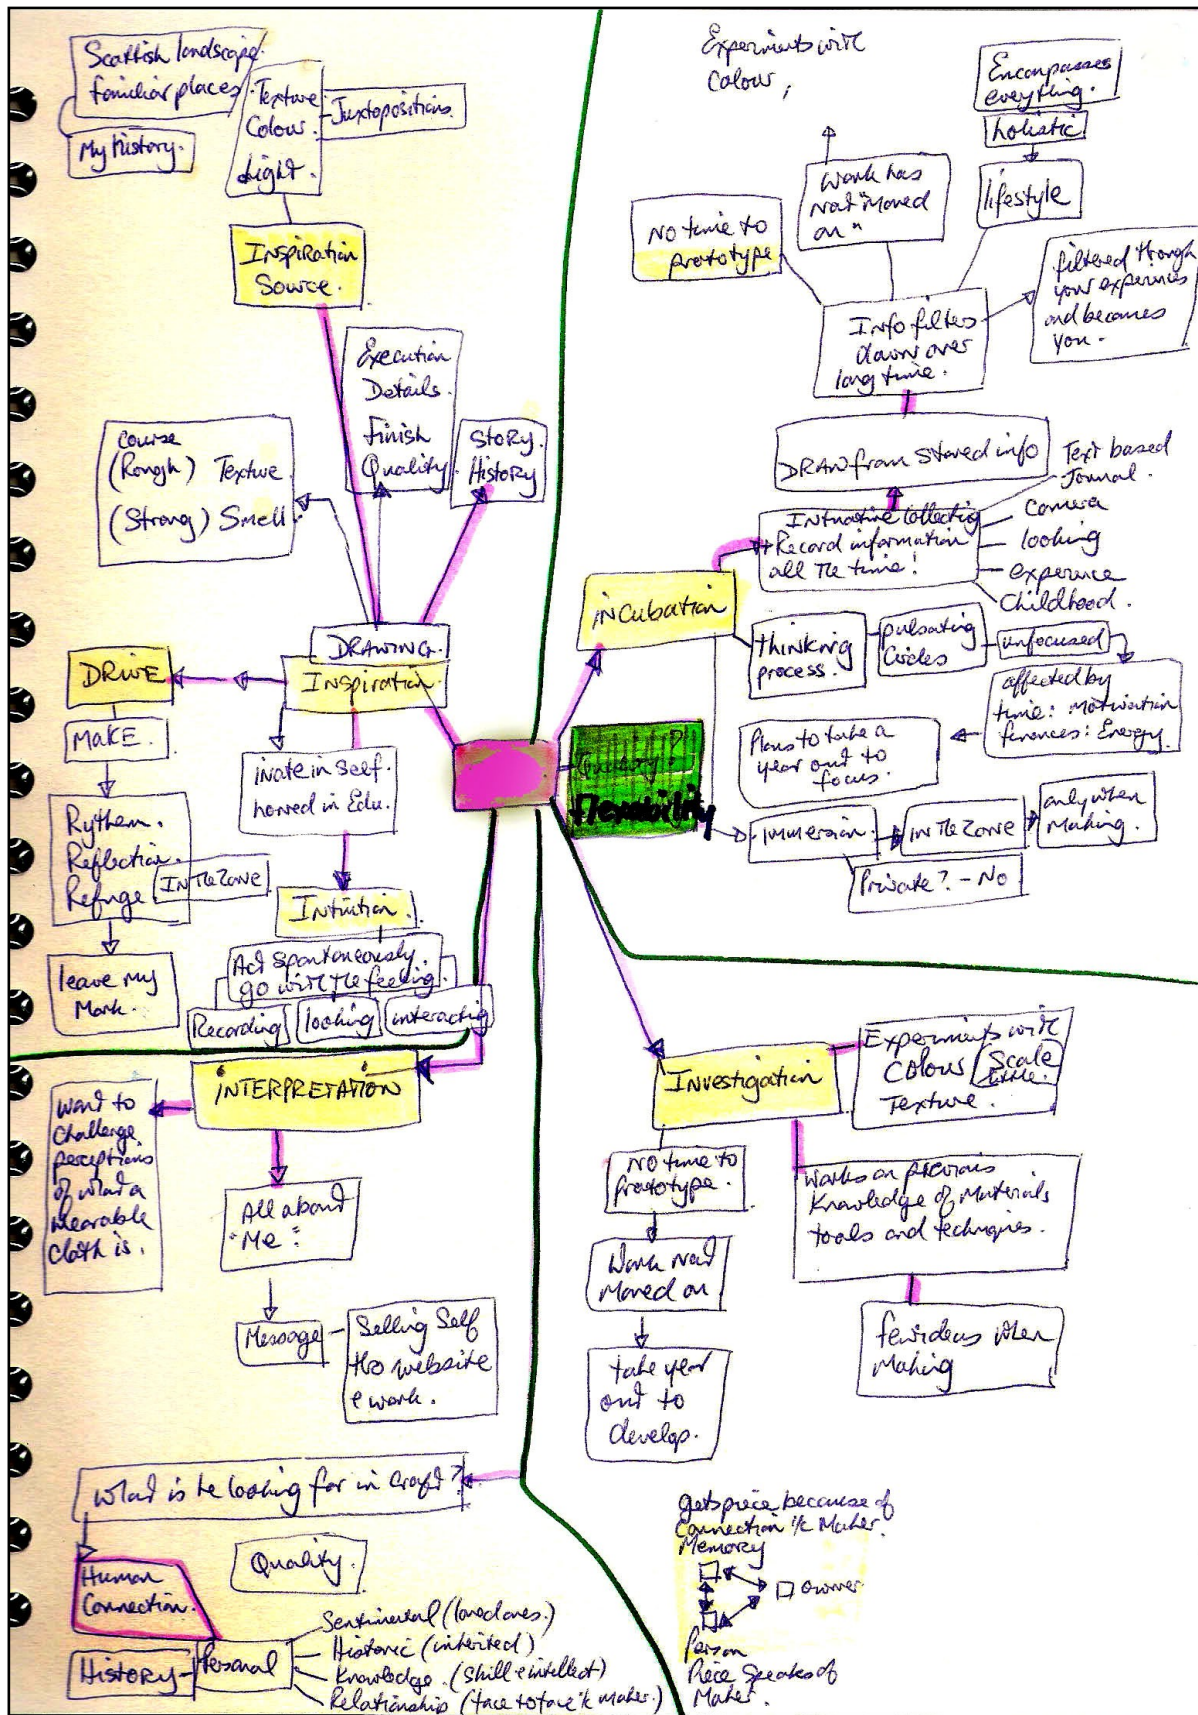 Scottish landscape
familiar places.
My history.
Texture
Colour.
Light.
Juxtapositions.
INSPIRATION
Source.
Execution
Details.
Finish
Quality.
Story.
History
Course
(Rough) Texture.
(Strong) Smell.
DRAWING.
INSPIRATION.
DRIVE
MAKE.
Rythem.
Reflection.
Refuge
IN THE ZONE
leave my
Mark.
inate in self.
honed in Edu.
Intuition.
Act spontaneously.
go with the feeling.
Recording
looking
interactig
INTERPRETATION
Want to
Challenge
perceptions
of what a
wearable
cloth is.
All about
"Me".
Message
Selling Self
thro website
& work.
What is he looking for in craft?
Human
Connection.
Quality.
History
Personal
Sentimental (loved ones.)
Historic (inherited)
Knowledge. (skill & intellect)
Relationship (face to face maker.)
Experiments with
Colour,
Encompasses
everything.
holistic
lifestyle
Work has
not "moved
on"
No time to
prototype
Info filters
down over
long time.
filtered through
your experiences
and becomes
you.
DRAW from stored info
Intuative Collecting
Record information
all the time!
Text based
Journal.
Camera
looking
experience
Childhood.
INCUBATION
thinking
process.
pulsating
Circles
unfocused
affected by
time: Motivation
: Energy.
Plans to take a
year out to
focus.
Quality?
Flexability
immersion.
IN THE ZONE
only when
Making.
Private? - No
Investigation
Experiments with
Colour
Scale
Texture.
No time to
prototype.
Work not
moved on
take year
out to
develop.
Works on previous
Knowledge of Materials
tools and techniques.
few ideas when
Making
Gets piece because of
Connection Maker.
Memory
owner
Person
Piece Speaks of
Maker.